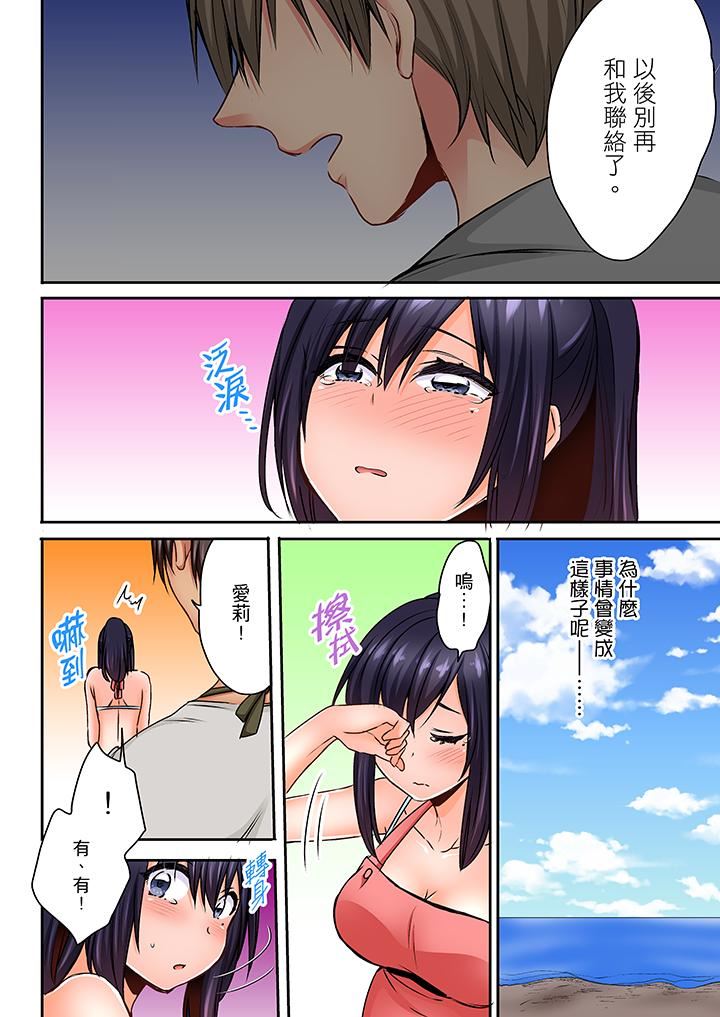 以後別再
和我聯絡了。
泛淚…
為什麼
事情會變成
這樣子呢——……
嗚…！
擦拭
愛莉！
嚇到
！
有、有！
轉身